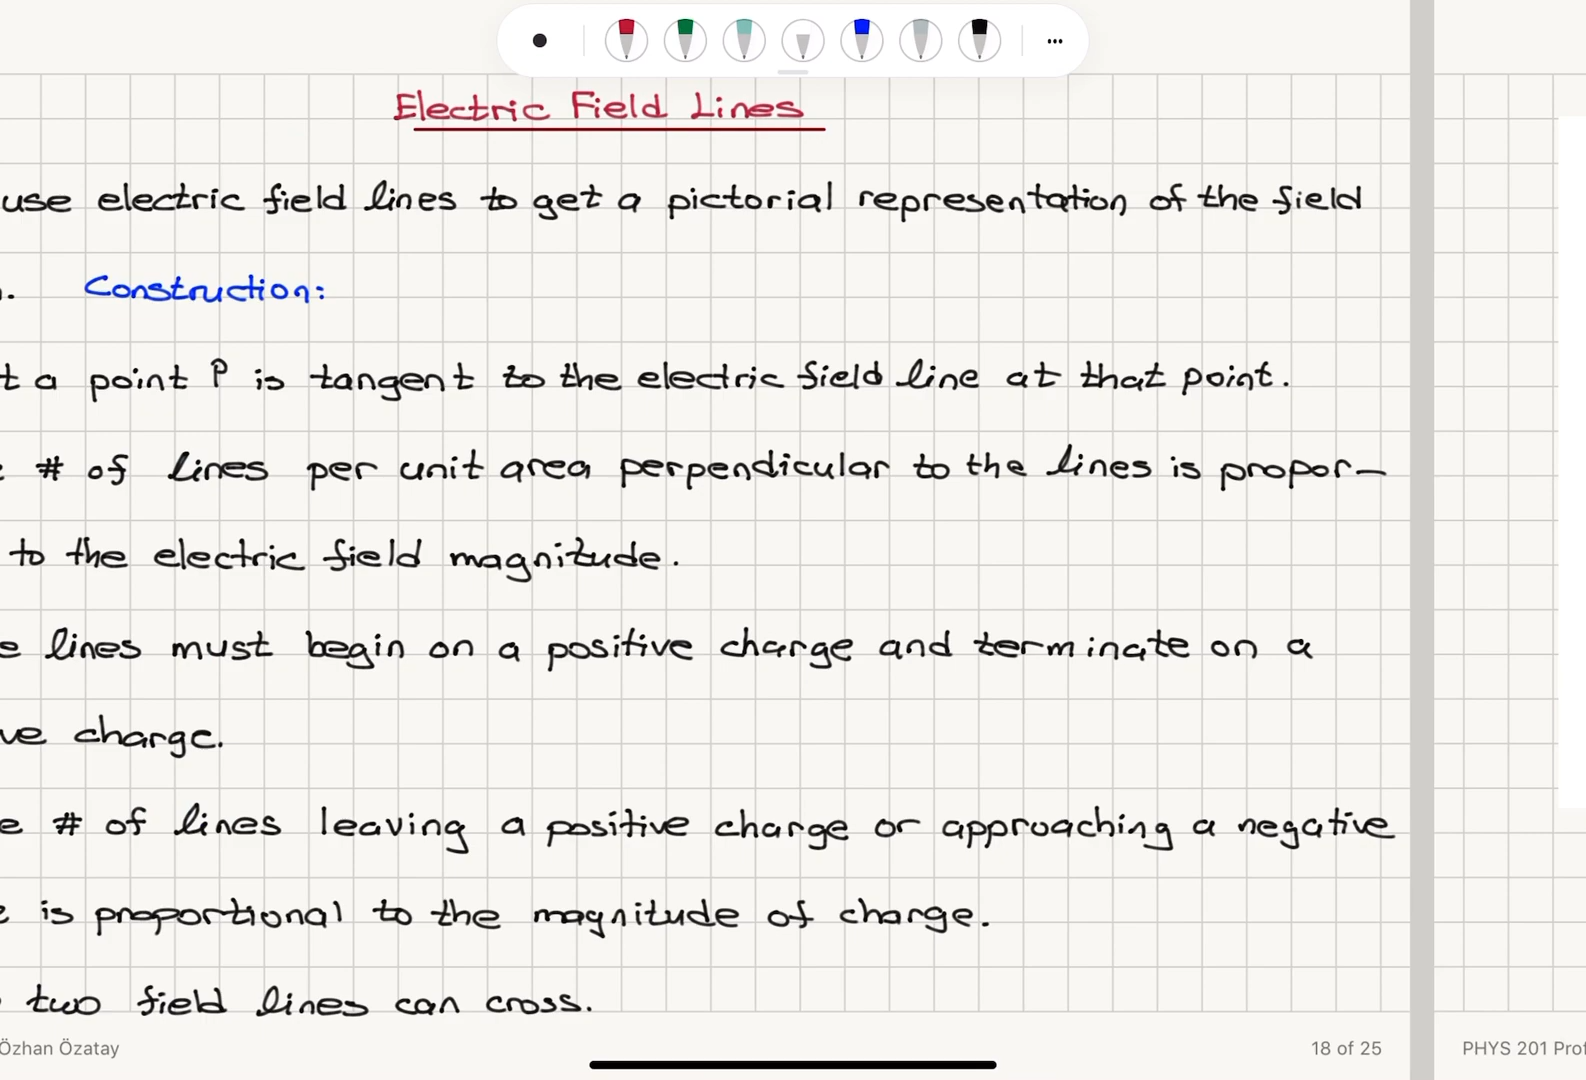 Electric Field Lines
use electric field lines to get a pictorial representation of the field
. Construction:
t a point P is tangent to the electric field line at that point.
# of lines per unit area perpendicular to the lines is propor-
to the electric field magnitude.
e lines must begin on a positive charge and terminate on a
ve charge.
e # of lines leaving a positive charge or approaching a negative
e is proportional to the magnitude of charge.
two field lines can cross.
Özhan Özatay
18 of 25
PHYS 201 Prof